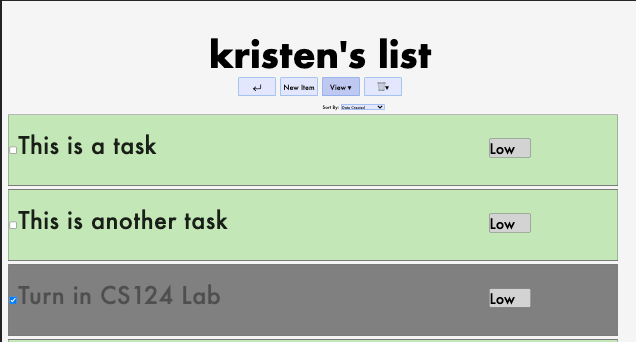 kristen's list
↵ New Item View ▾ 🗑▾
Sort By: Date Created
This is a task Low
This is another task Low
Turn in CS124 Lab Low